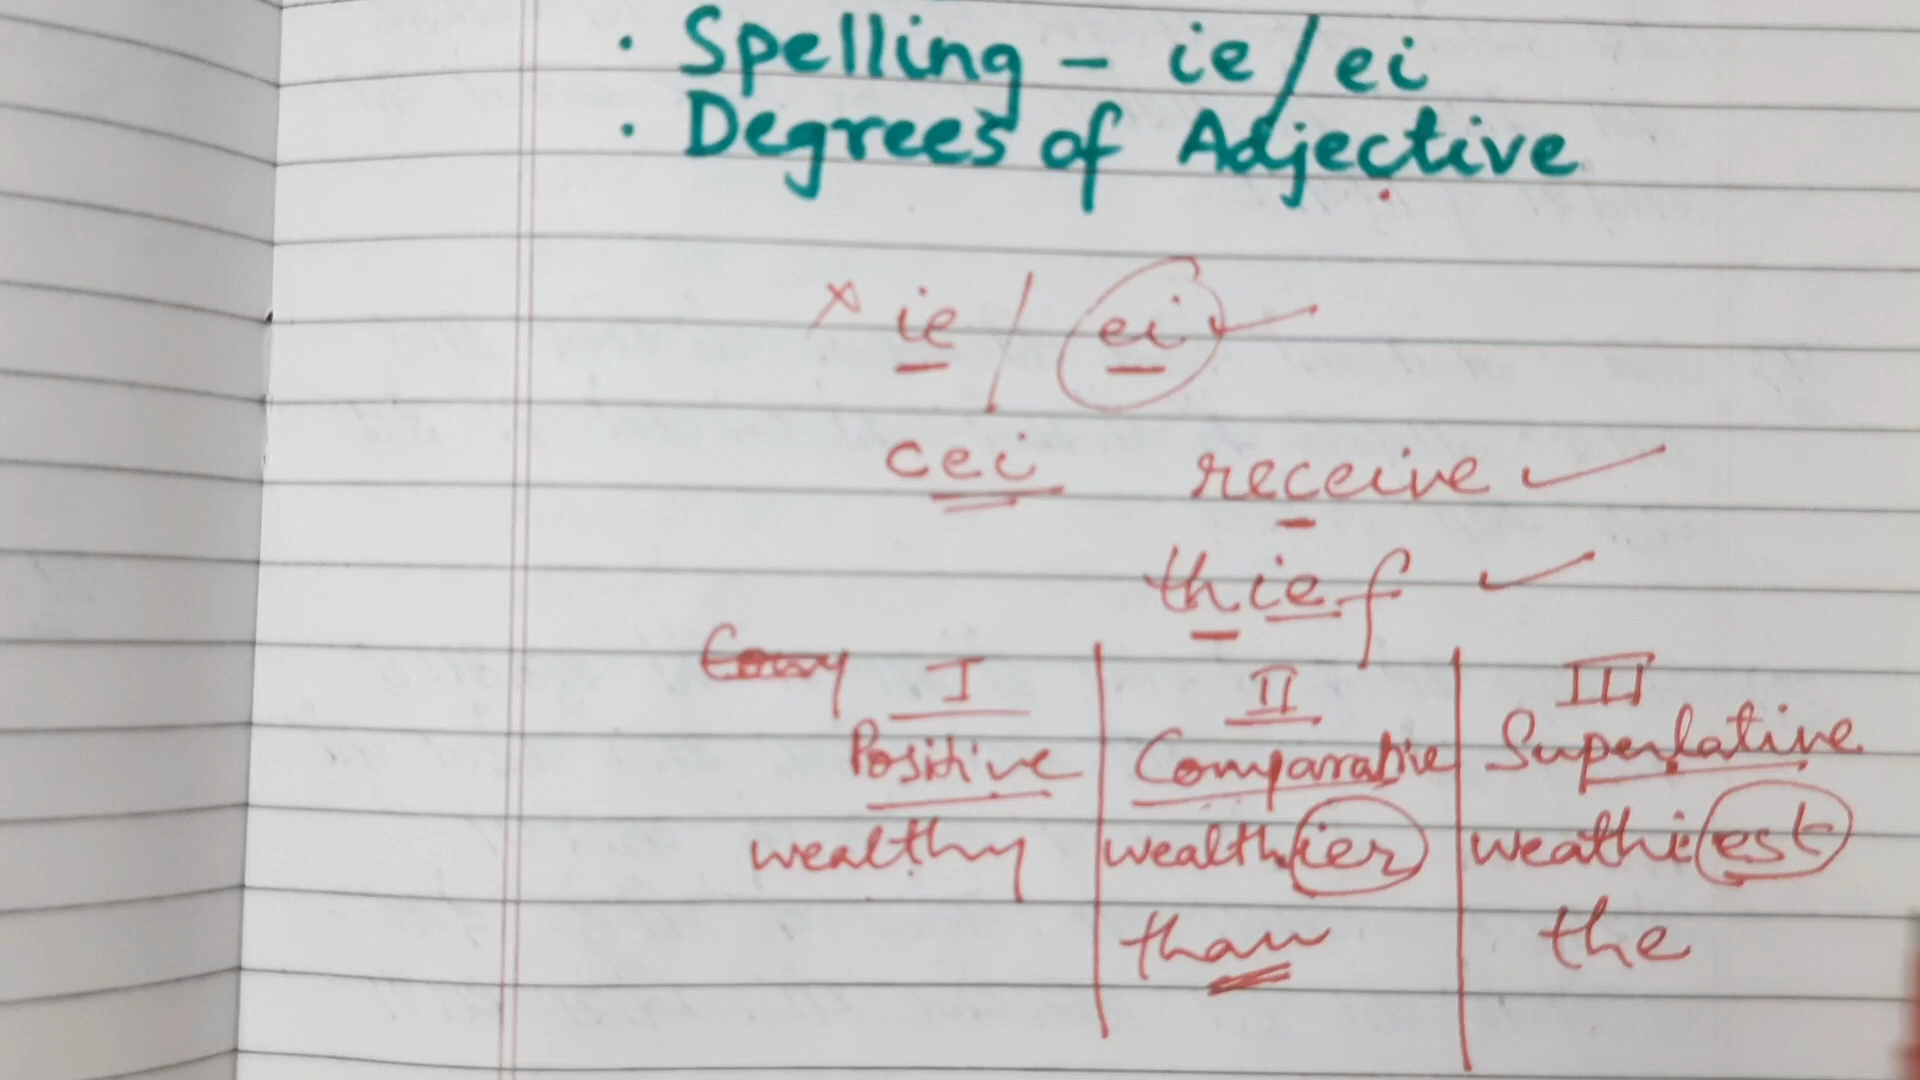 · Spelling - ie/ei
· Degrees of Adjective
x ie / ei ✓
cei receive ✓
thief ✓
I II III
Positive Comparative Superlative
wealthy wealthier weathiest
than the